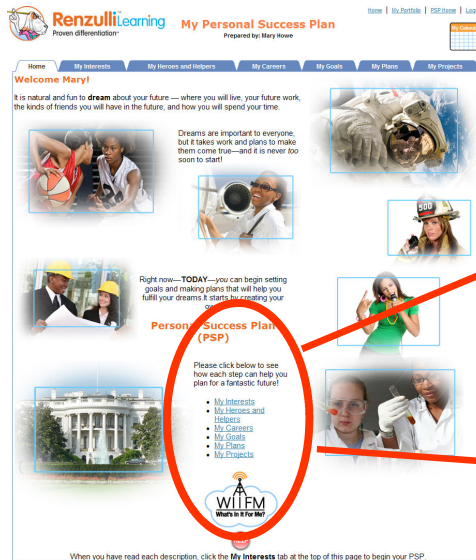 Home | My Portfolio | PSP Home |
RenzulliLearning™
Proven differentiation™
My Personal Success Plan
Prepared by: Mary Howe
Home
My Interests
My Heroes and Helpers
My Careers
My Goals
My Plans
My Projects
Welcome Mary!
It is natural and fun to dream about your future — where you will live, your future work,
the kinds of friends you will have in the future, and how you will spend your time.
Dreams are important to everyone,
but it takes work and plans to make
them come true—and it is never too
soon to start!
500
Right now—TODAY—you can begin setting
goals and making plans that will help you
fulfill your dreams.It starts by creating your
Personal Success Plan
(PSP)
Please click below to see
how each step can help you
plan for a fantastic future!
My Interests
My Heroes and
Helpers
My Careers
My Goals
My Plans
My Projects
WIIFM
What's In It For Me?
HELP
When you have read each description, click the My Interests tab at the top of this page to begin your PSP.